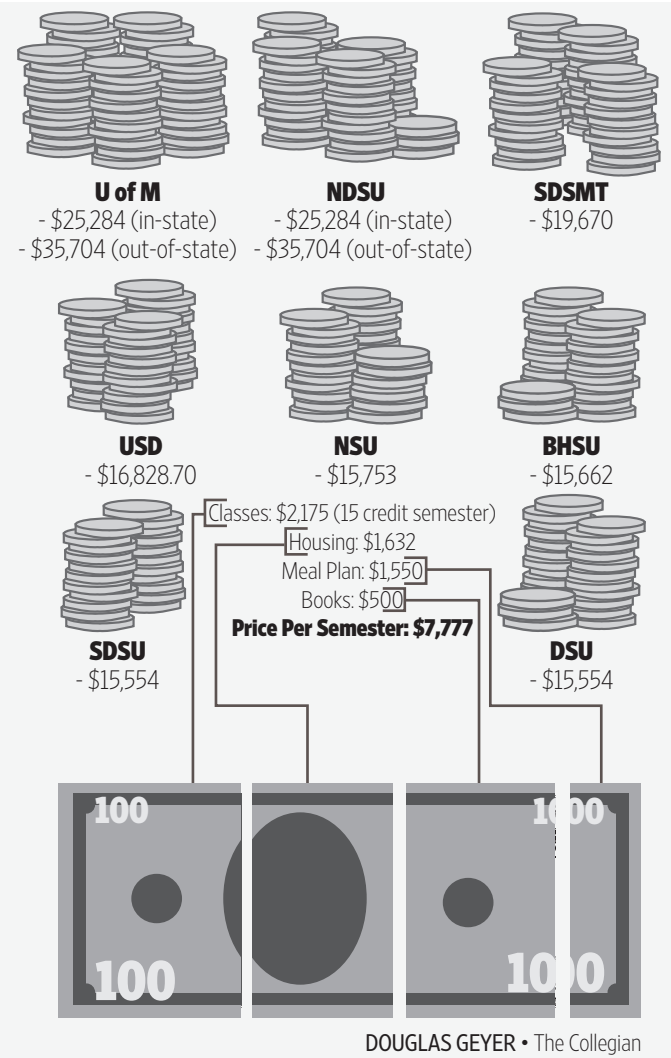 U of M
- $25,284 (in-state)
- $35,704 (out-of-state)
NDSU
- $25,284 (in-state)
- $35,704 (out-of-state)
SDSMT
- $19,670
USD
- $16,828.70
NSU
- $15,753
BHSU
- $15,662
SDSU
- $15,554
Classes: $2,175 (15 credit semester)
Housing: $1,632
Meal Plan: $1,550
Books: $500
Price Per Semester: $7,777
DSU
- $15,554
100
1000
100
1000
DOUGLAS GEYER • The Collegian